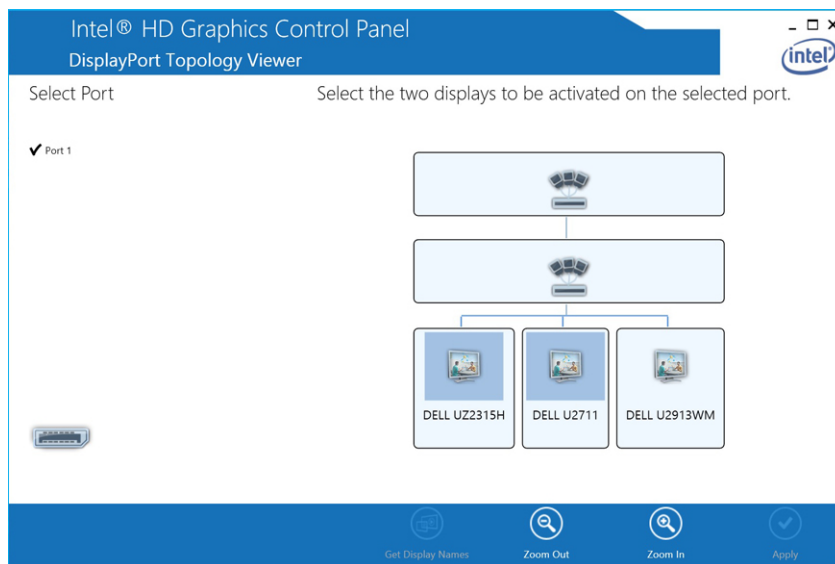 Intel® HD Graphics Control Panel
DisplayPort Topology Viewer
intel
Select Port
Select the two displays to be activated on the selected port.
Port 1
DELL UZ2315H
DELL U2711
DELL U2913WM
Get Display Names
Zoom Out
Zoom In
Apply